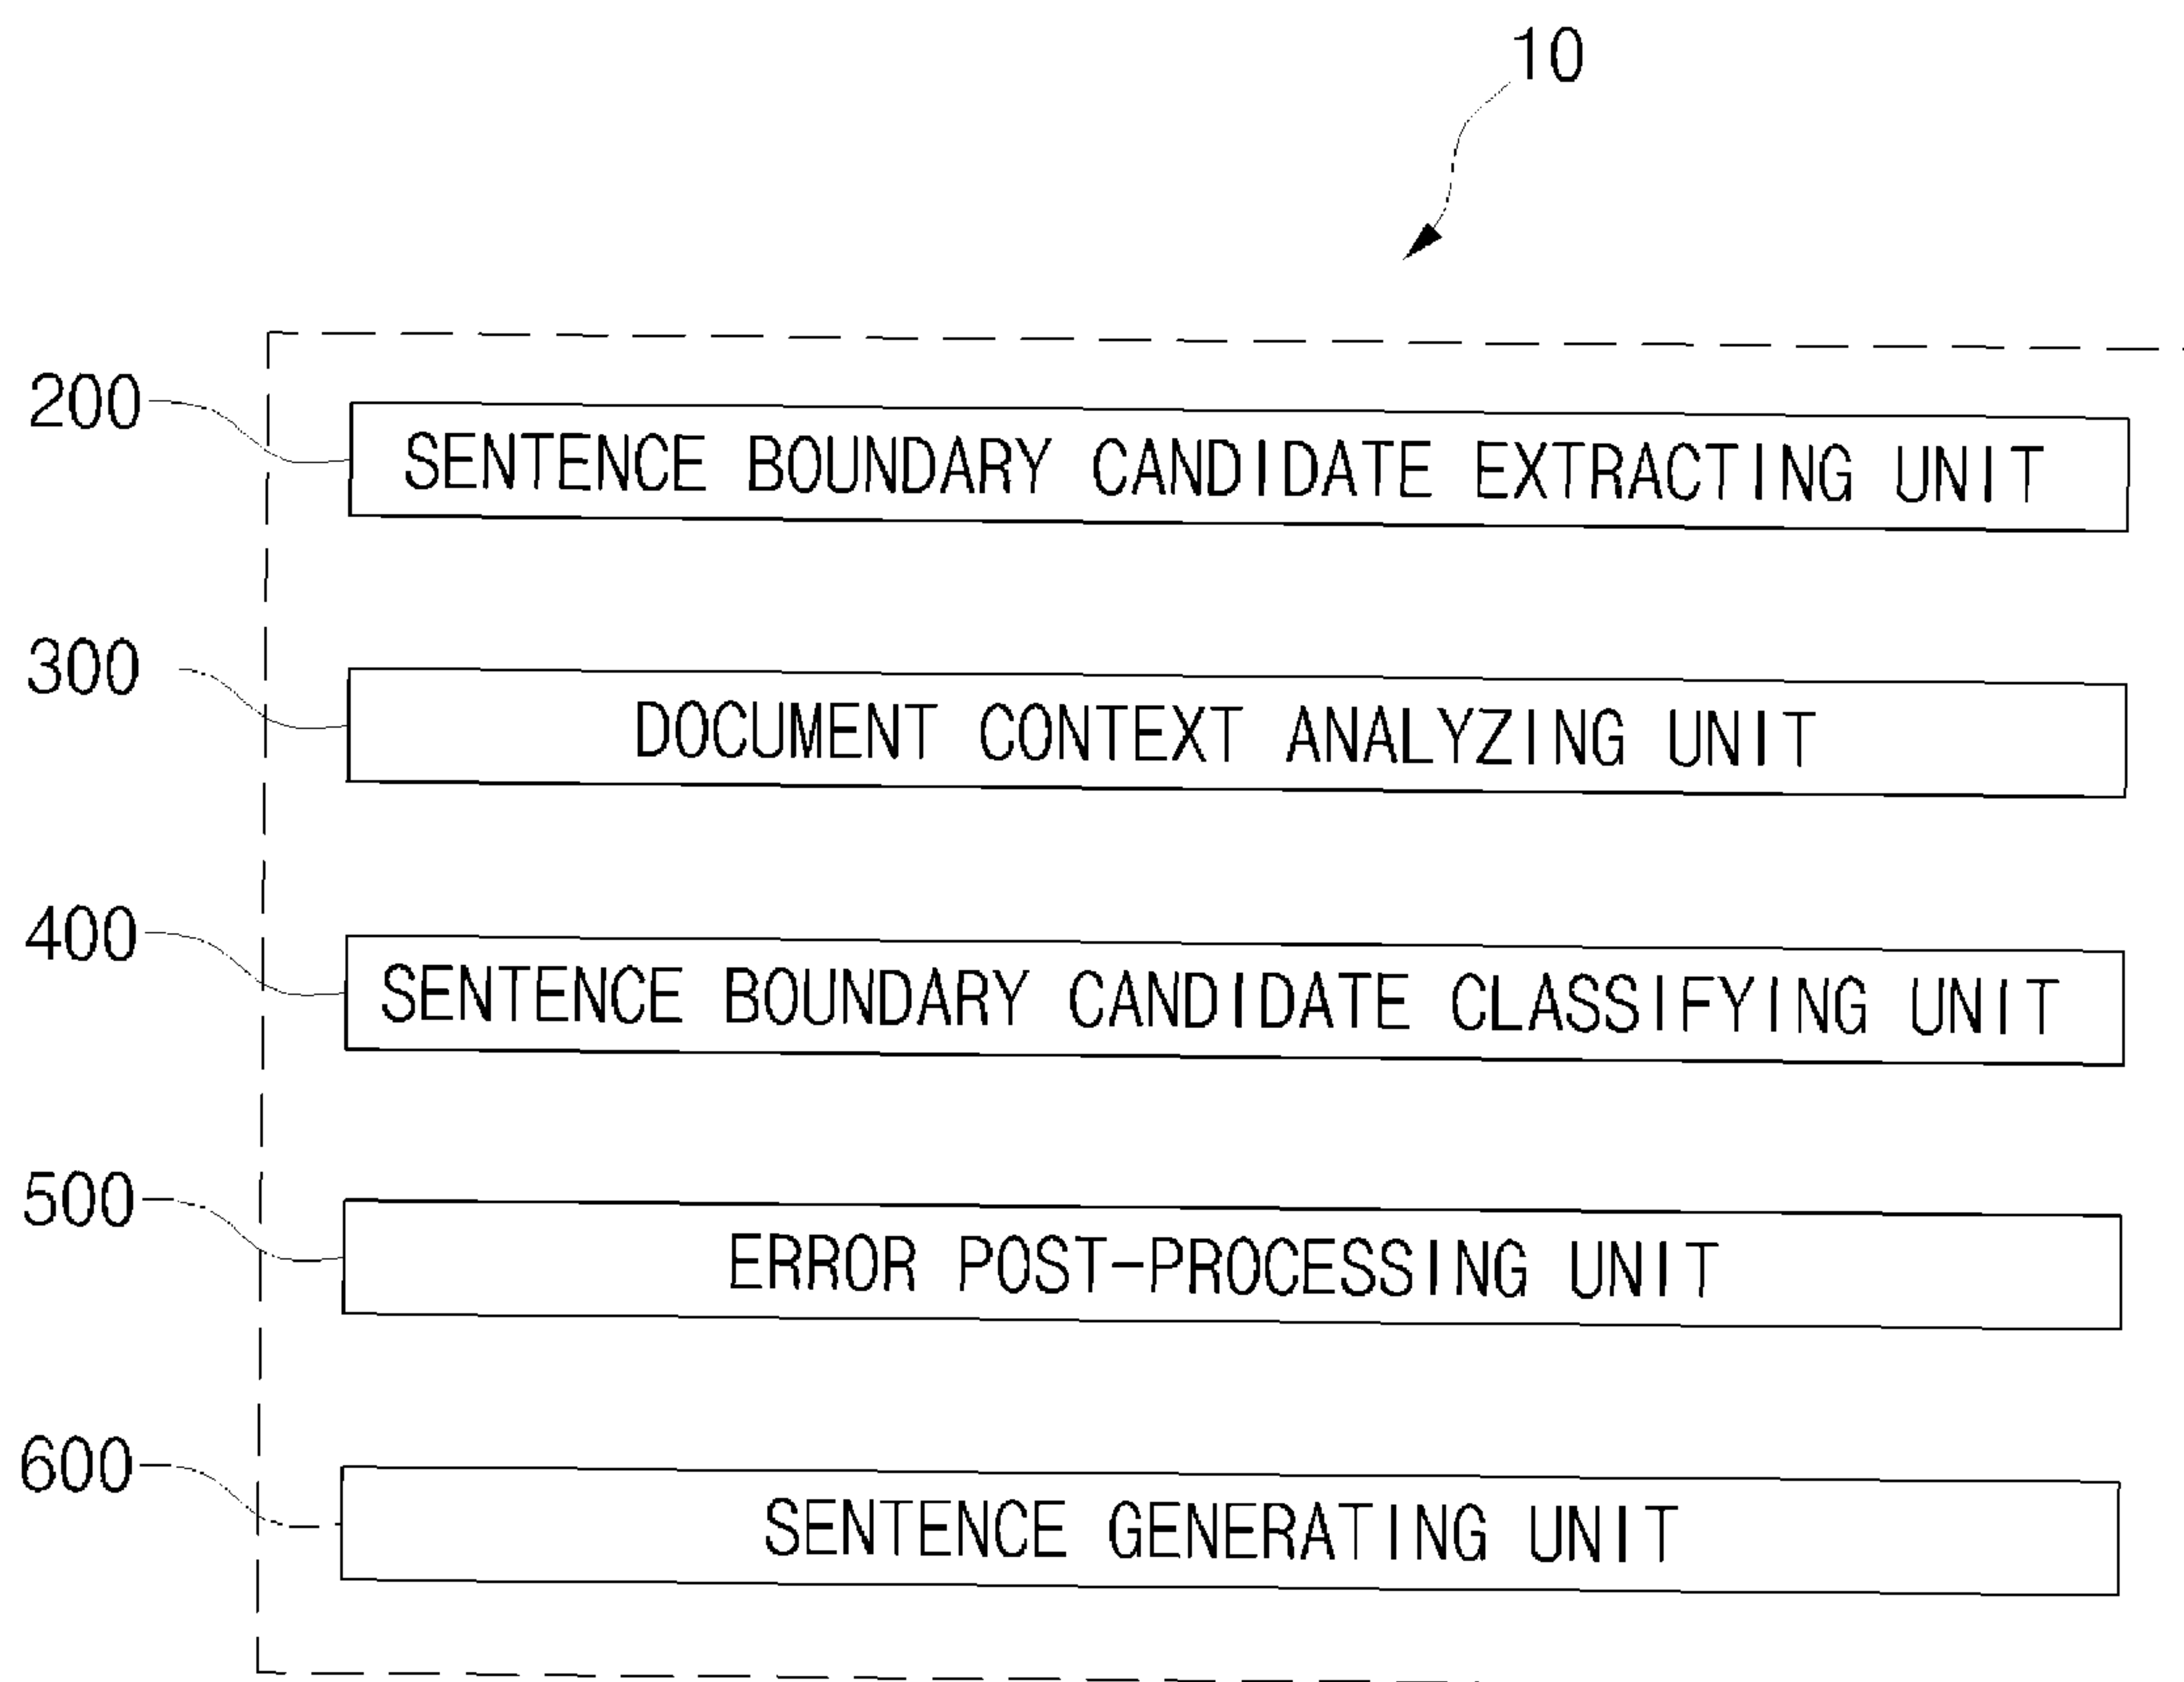 10
200
SENTENCE BOUNDARY CANDIDATE EXTRACTING UNIT
300
DOCUMENT CONTEXT ANALYZING UNIT
400
SENTENCE BOUNDARY CANDIDATE CLASSIFYING UNIT
500
ERROR POST-PROCESSING UNIT
600
SENTENCE GENERATING UNIT